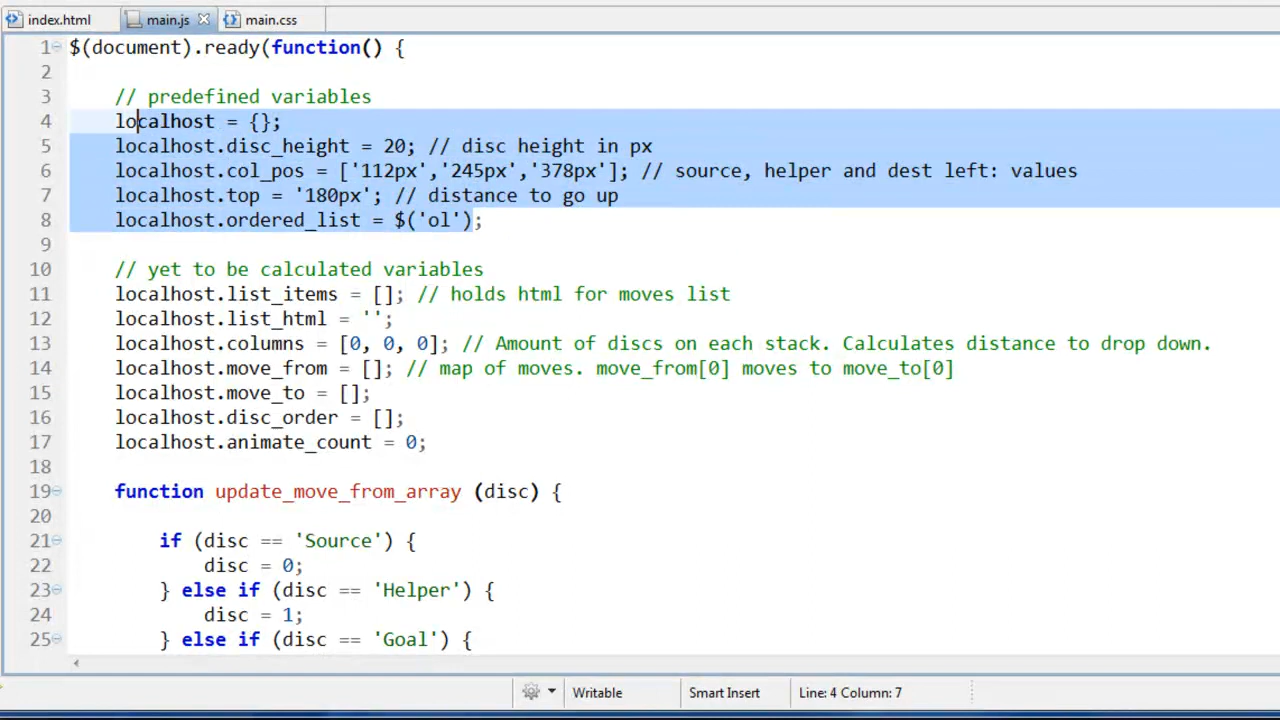 index.html main.js main.css
1 $(document).ready(function() {
2
3 // predefined variables
4 localhost = {};
5 localhost.disc_height = 20; // disc height in px
6 localhost.col_pos = ['112px','245px','378px']; // source, helper and dest left: values
7 localhost.top = '180px'; // distance to go up
8 localhost.ordered_list = $('ol');
9
10 // yet to be calculated variables
11 localhost.list_items = []; // holds html for moves list
12 localhost.list_html = '';
13 localhost.columns = [0, 0, 0]; // Amount of discs on each stack. Calculates distance to drop down.
14 localhost.move_from = []; // map of moves. move_from[0] moves to move_to[0]
15 localhost.move_to = [];
16 localhost.disc_order = [];
17 localhost.animate_count = 0;
18
19 function update_move_from_array (disc) {
20
21 if (disc == 'Source') {
22 disc = 0;
23 } else if (disc == 'Helper') {
24 disc = 1;
25 } else if (disc == 'Goal') {
Writable Smart Insert Line: 4 Column: 7